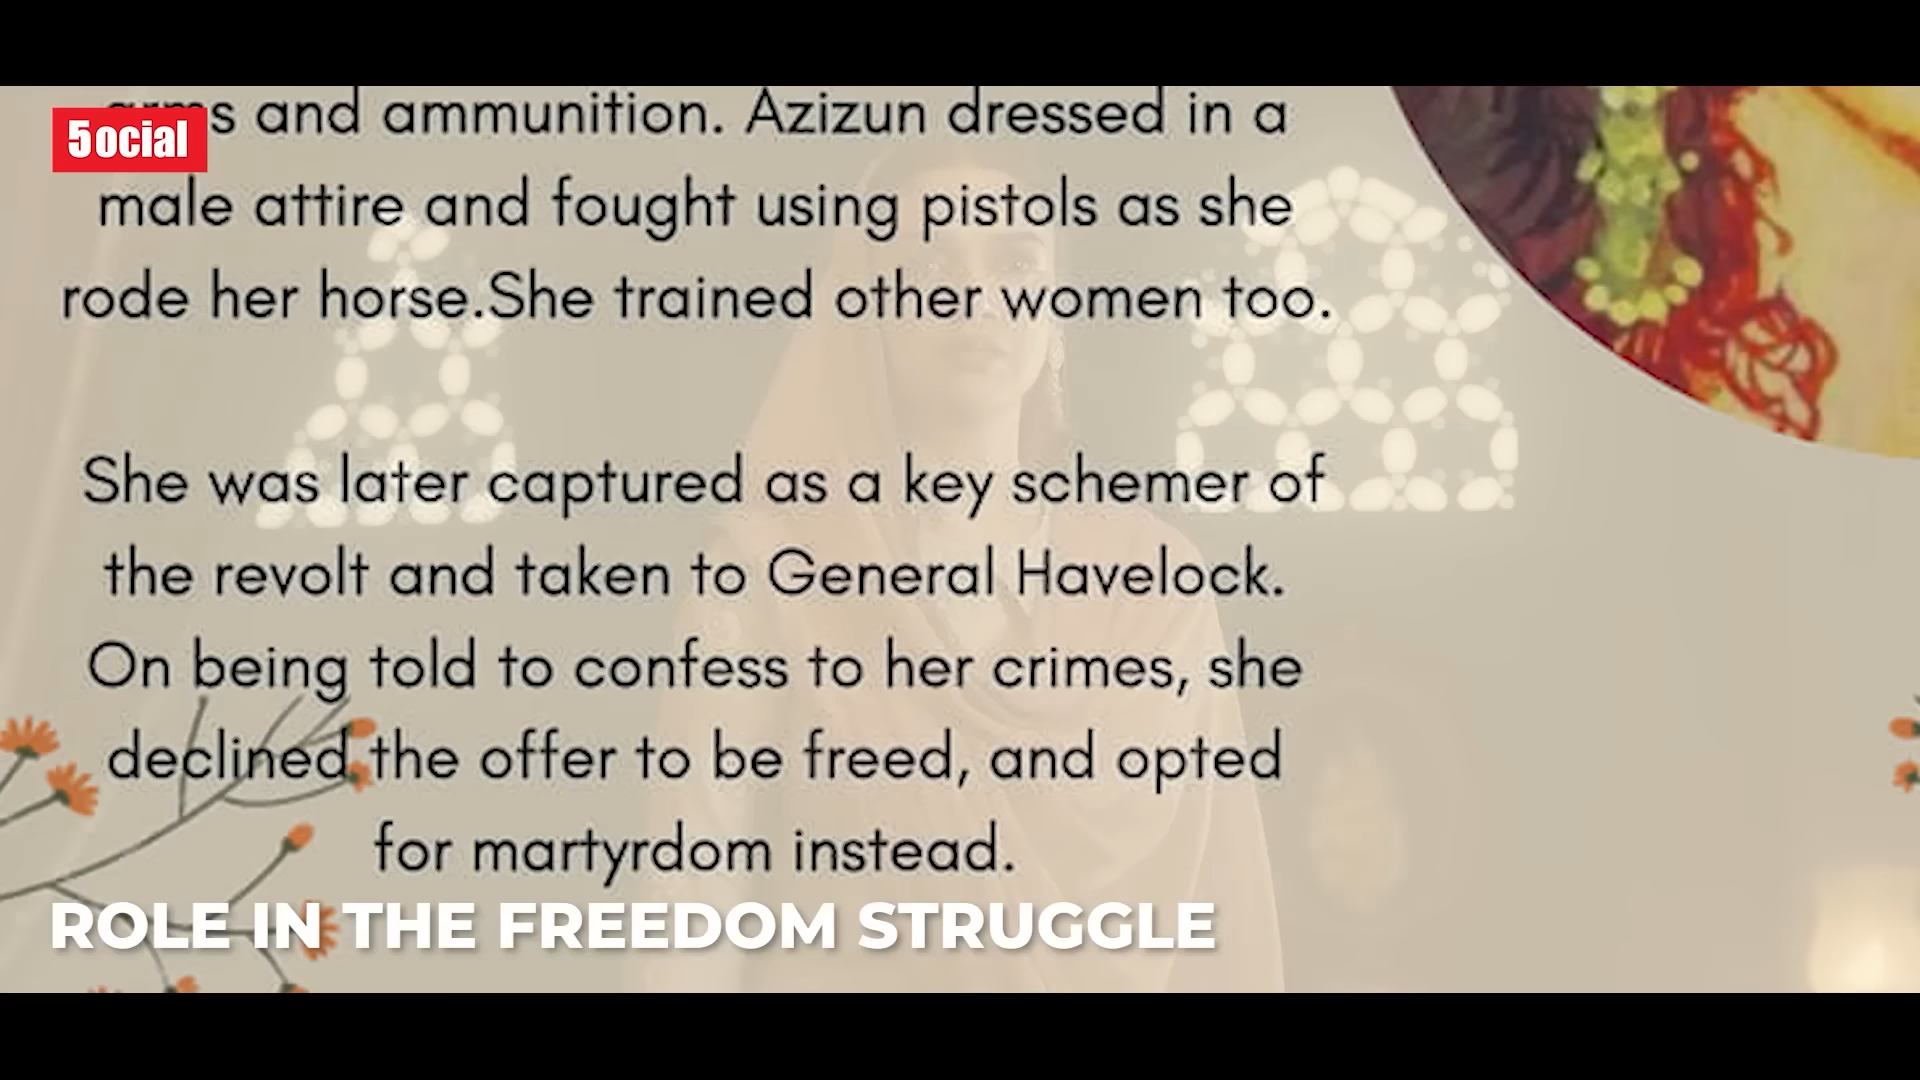 5ocial
and ammunition. Azizun dressed in a
male attire and fought using pistols as she
rode her horse.She trained other women too.
She was later captured as a key schemer of
the revolt and taken to General Havelock.
On being told to confess to her crimes, she
declined the offer to be freed, and opted
for martyrdom instead.
ROLE IN THE FREEDOM STRUGGLE